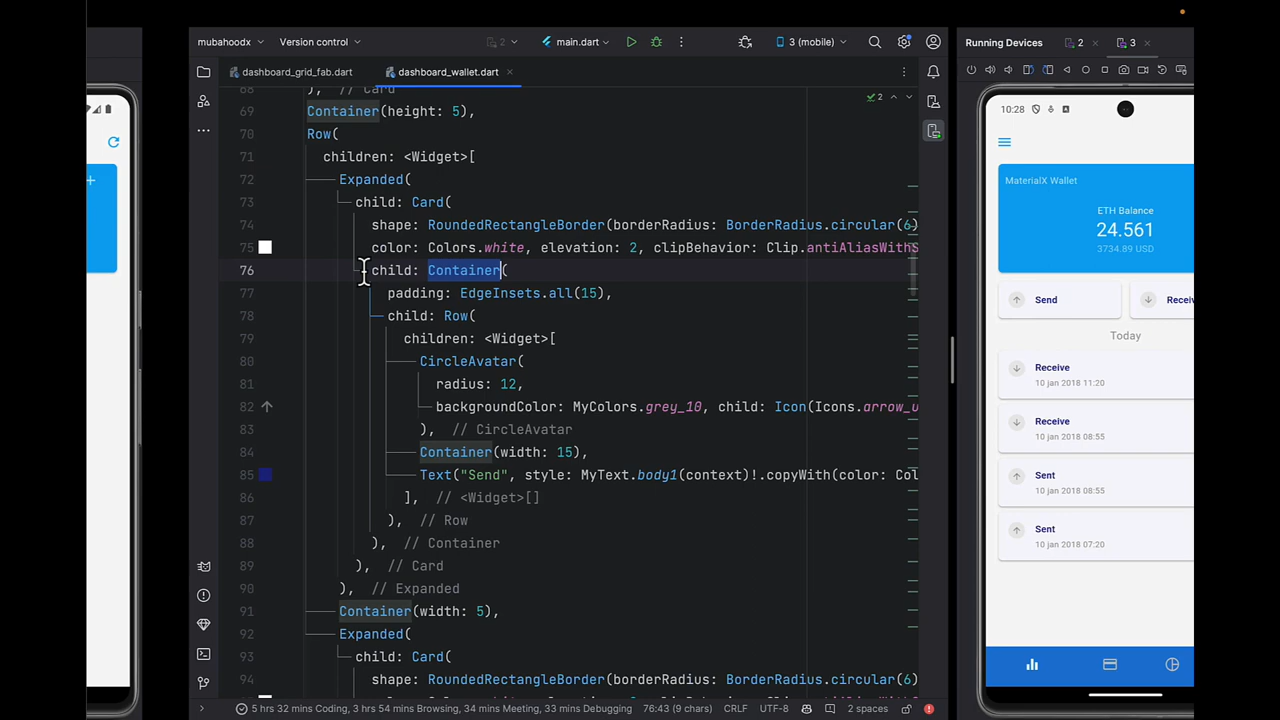 mubahoodx
Version control
2
main.dart
3 (mobile)
Running Devices
2
3
dashboard_grid_fab.dart
dashboard_wallet.dart
2
68 ), // Card
69 Container(height: 5),
70 Row(
71 children: <Widget>[
72 Expanded(
73 child: Card(
74 shape: RoundedRectangleBorder(borderRadius: BorderRadius.circular(6)
75 color: Colors.white, elevation: 2, clipBehavior: Clip.antiAliasWithS
76 child: Container(
77 padding: EdgeInsets.all(15),
78 child: Row(
79 children: <Widget>[
80 CircleAvatar(
81 radius: 12,
82 backgroundColor: MyColors.grey_10, child: Icon(Icons.arrow_u
83 ), // CircleAvatar
84 Container(width: 15),
85 Text("Send", style: MyText.body1(context)!.copyWith(color: Col
86 ], // <Widget>[]
87 ), // Row
88 ), // Container
89 ), // Card
90 ), // Expanded
91 Container(width: 5),
92 Expanded(
93 child: Card(
94 shape: RoundedRectangleBorder(borderRadius: BorderRadius.circular(6)
10:28
MaterialX Wallet
ETH Balance
24.561
3734.89 USD
Send
Receiv
Today
Receive
10 jan 2018 11:20
Receive
10 jan 2018 08:55
Sent
10 jan 2018 08:55
Sent
10 jan 2018 07:20
5 hrs 32 mins Coding, 3 hrs 54 mins Browsing, 34 mins Meeting, 33 mins Debugging
76:43 (9 chars)
CRLF
UTF-8
2 spaces